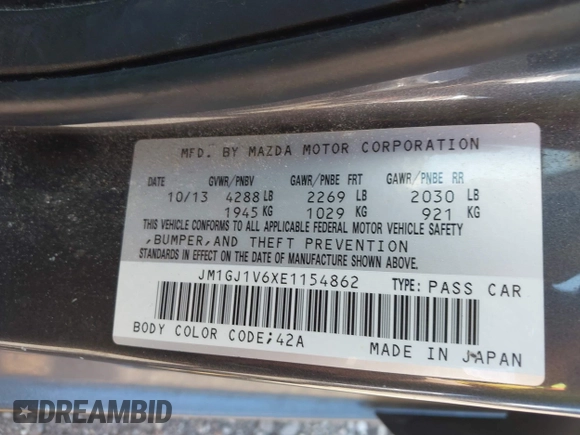 MFD. BY MAZDA MOTOR CORPORATION
DATE GVWR/PNBV GAWR/PNBE FRT GAWR/PNBE RR
10/13 4288 LB 2269 LB 2030 LB
1945 KG 1029 KG 921 KG
THIS VEHICLE CONFORMS TO ALL APPLICABLE FEDERAL MOTOR VEHICLE SAFETY
,BUMPER,AND THEFT PREVENTION
STANDARDS IN EFFECT ON THE DATE OF MANUFACTURE SHOWN ABOVE.
JM1GJ1V6XE1154862 TYPE: PASS CAR
BODY COLOR CODE;42A MADE IN JAPAN
DREAMBID